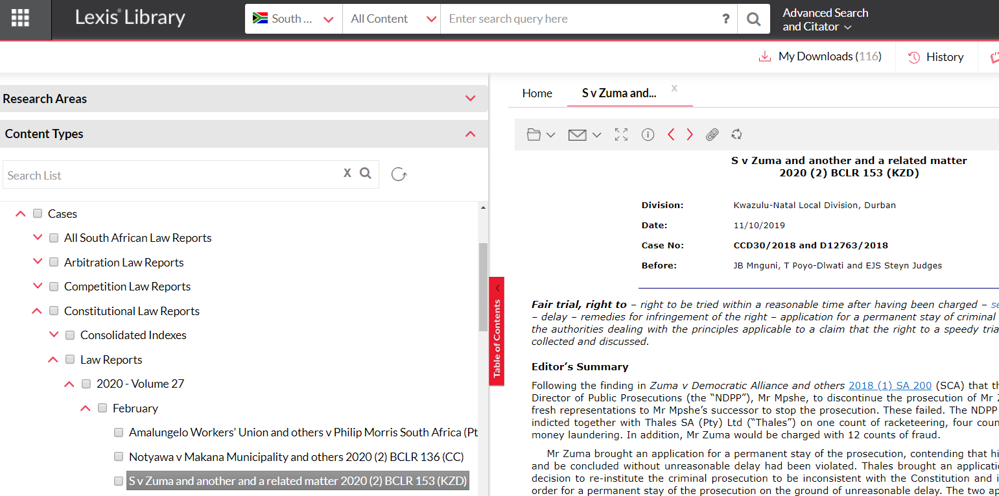 Lexis® Library
South ...
All Content
Enter search query here
?
Advanced Search
and Citator
My Downloads (116)
History
Research Areas
Content Types
Search List
X
Cases
All South African Law Reports
Arbitration Law Reports
Competition Law Reports
Constitutional Law Reports
Consolidated Indexes
Law Reports
2020 - Volume 27
February
Amalungelo Workers’ Union and others v Philip Morris South Africa (Pt
Notyawa v Makana Municipality and others 2020 (2) BCLR 136 (CC)
S v Zuma and another and a related matter 2020 (2) BCLR 153 (KZD)
Table of Contents
Home
S v Zuma and...
X
S v Zuma and another and a related matter
2020 (2) BCLR 153 (KZD)
Division: Kwazulu-Natal Local Division, Durban
Date: 11/10/2019
Case No: CCD30/2018 and D12763/2018
Before: JB Mnguni, T Poyo-Dlwati and EJS Steyn Judges
Fair trial, right to – right to be tried within a reasonable time after having been charged – se
– delay – remedies for infringement of the right – application for a permanent stay of criminal
the authorities dealing with the principles applicable to a claim that the right to a speedy tria
collected and discussed.
Editor’s Summary
Following the finding in Zuma v Democratic Alliance and others 2018 (1) SA 200 (SCA) that th
Director of Public Prosecutions (the “NDPP”), Mr Mpshe, to discontinue the prosecution of Mr Z
fresh representations to Mr Mpshe’s successor to stop the prosecution. These failed. The NDPP
indicted together with Thales SA (Pty) Ltd (“Thales”) on one count of racketeering, four coun
money laundering. In addition, Mr Zuma would be charged with 12 counts of fraud.
Mr Zuma brought an application for a permanent stay of the prosecution, contending that hi
and be concluded without unreasonable delay had been violated. Thales brought an applicatio
decision to re-institute the criminal prosecution to be inconsistent with the Constitution and i
order for a permanent stay of the prosecution on the ground of unreasonable delay. The two ap